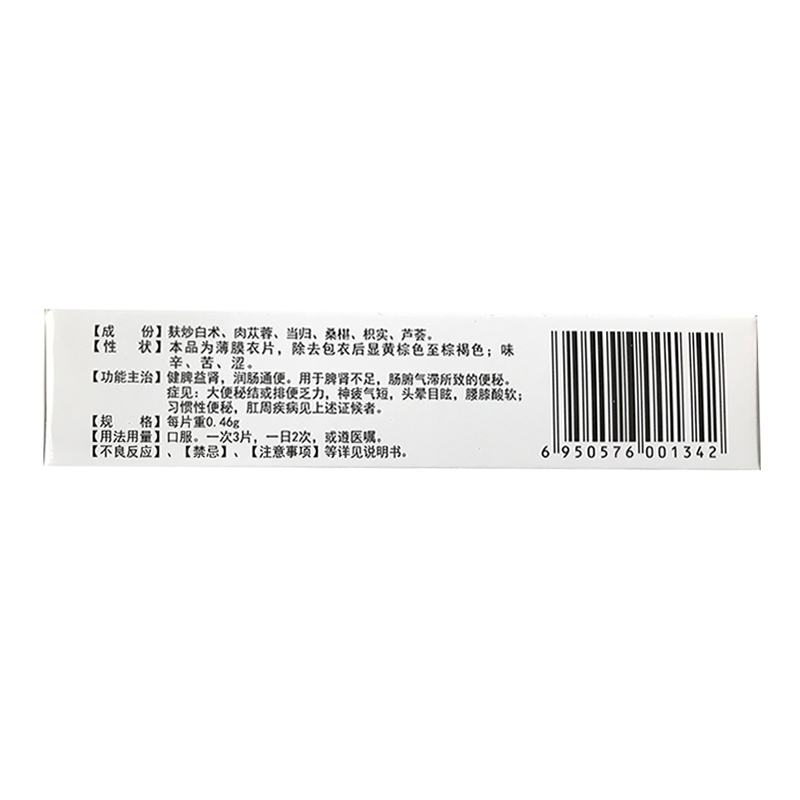 【成　份】麸炒白术、肉苁蓉、当归、桑椹、枳实、芦荟。
【性　状】本品为薄膜衣片，除去包衣后显黄棕色至棕褐色；味
辛、苦、涩。
【功能主治】健脾益肾，润肠通便。用于脾肾不足，肠腑气滞所致的便秘。
症见：大便秘结或排便乏力，神疲气短，头晕目眩，腰膝酸软；
习惯性便秘，肛周疾病见上述证候者。
【规　格】每片重0.46g
【用法用量】口服。一次3片，一日2次，或遵医嘱。
【不良反应】、【禁忌】、【注意事项】等详见说明书。
6 950576 001342